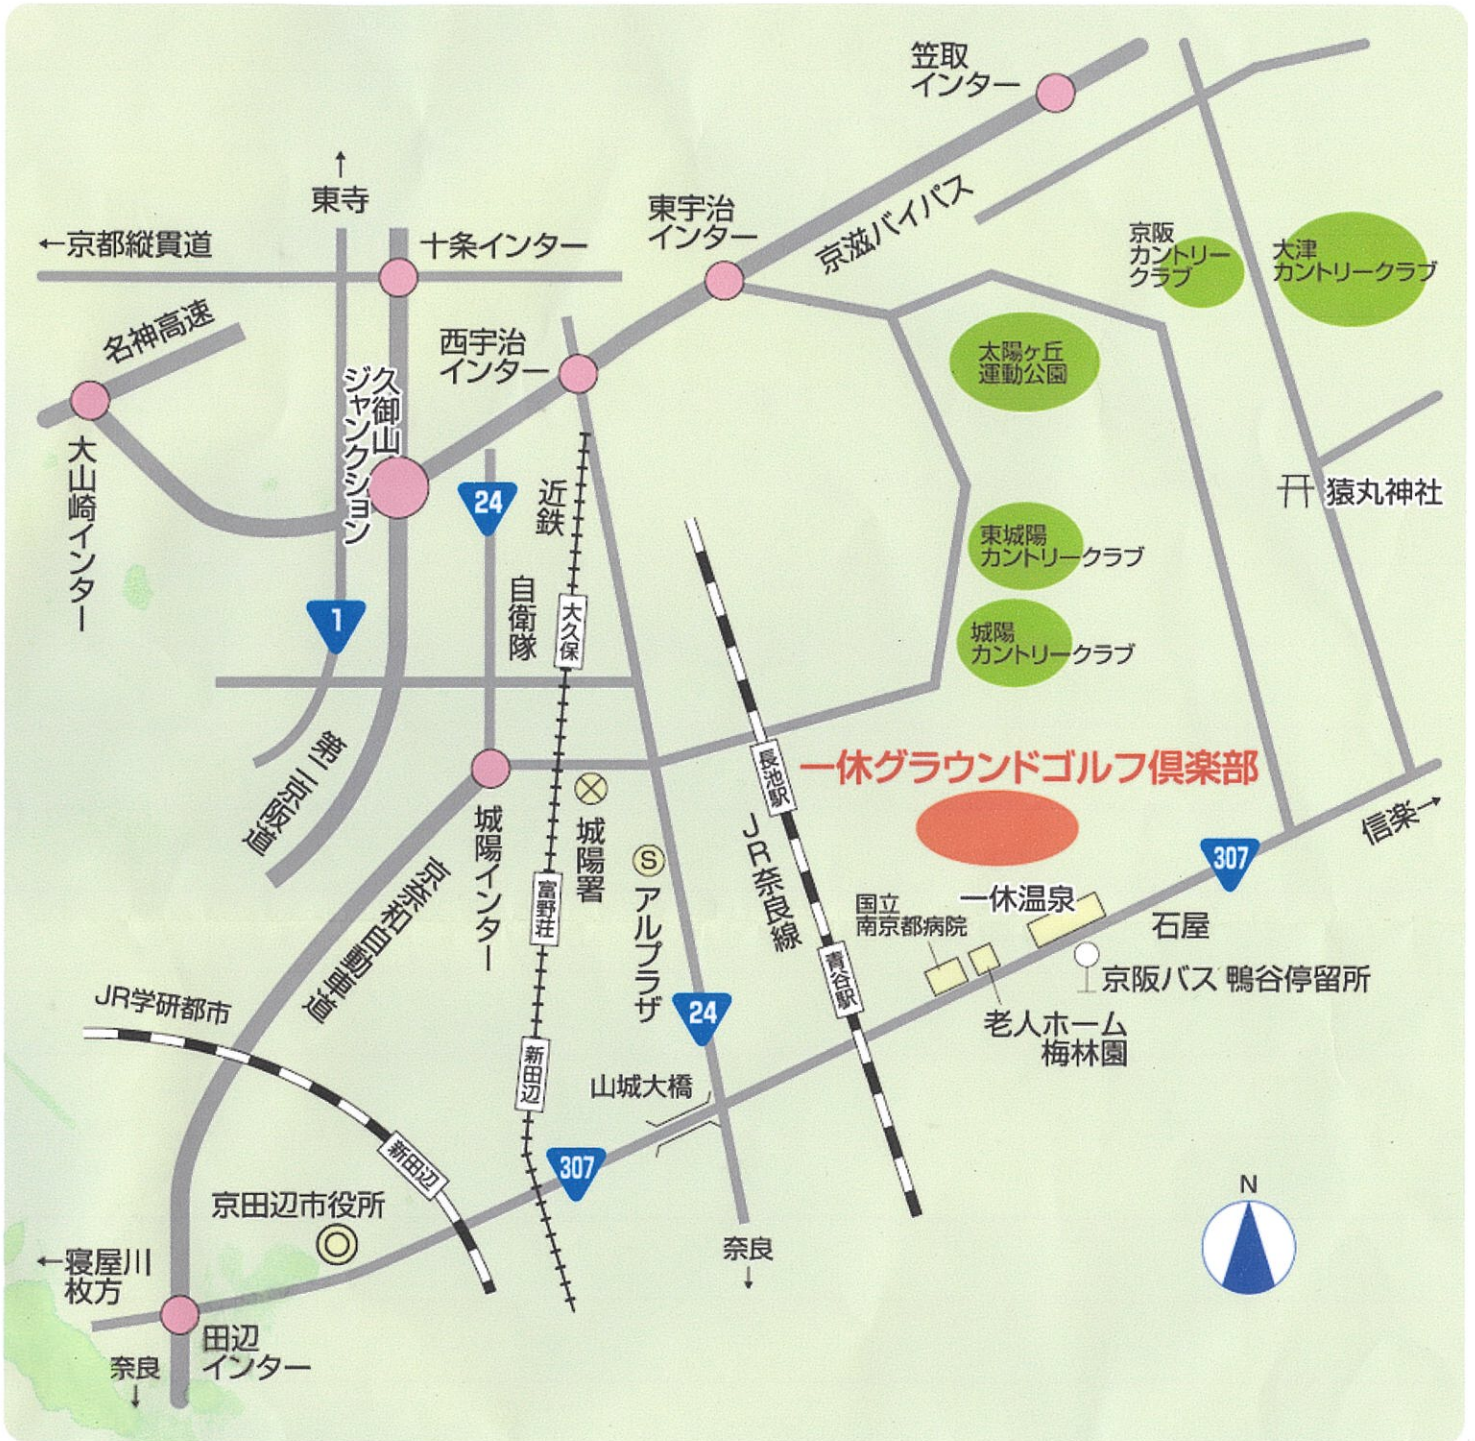 笠取
インター
↑
東寺
東宇治
インター
京滋バイパス
←京都縦貫道
十条インター
京阪
カントリー
クラブ
大津
カントリークラブ
名神高速
西宇治
インター
太陽ヶ丘
運動公園
久御山
ジャンクション
大山崎インター
24
近鉄
猿丸神社
東城陽
カントリークラブ
自衛隊
大久保
1
城陽
カントリークラブ
第二京阪道
長池駅
一休グラウンドゴルフ倶楽部
信楽→
城陽インター
城陽署
S
アルプラザ
JR奈良線
307
京奈和自動車道
富野荘
国立
南京都病院
一休温泉
石屋
青谷駅
京阪バス 鴨谷停留所
JR学研都市
24
老人ホーム
梅林園
新田辺
山城大橋
新田辺
307
京田辺市役所
N
←寝屋川
枚方
奈良
↓
田辺
インター
奈良
↓